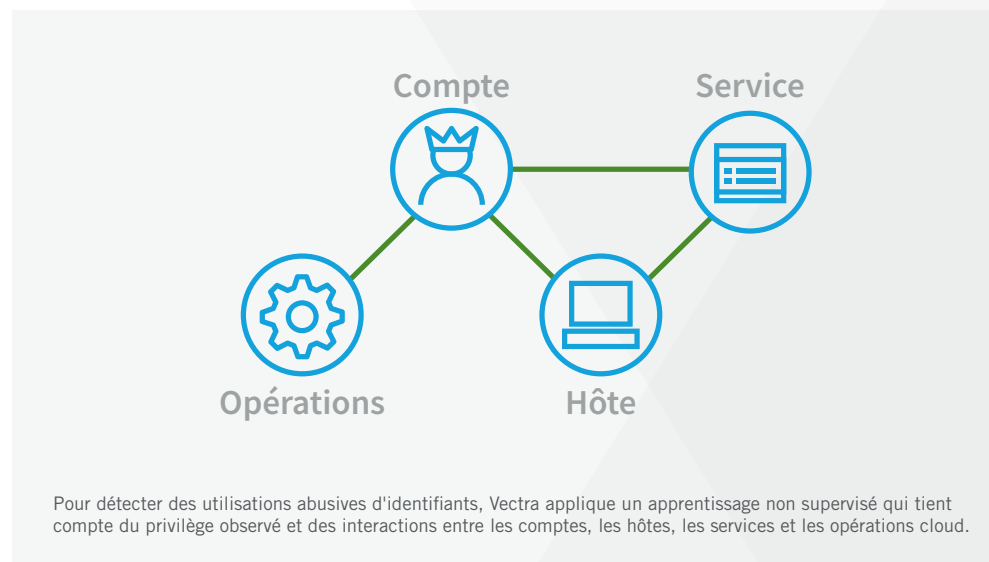 Compte
Service
Opérations
Hôte
Pour détecter des utilisations abusives d'identifiants, Vectra applique un apprentissage non supervisé qui tient
compte du privilège observé et des interactions entre les comptes, les hôtes, les services et les opérations cloud.